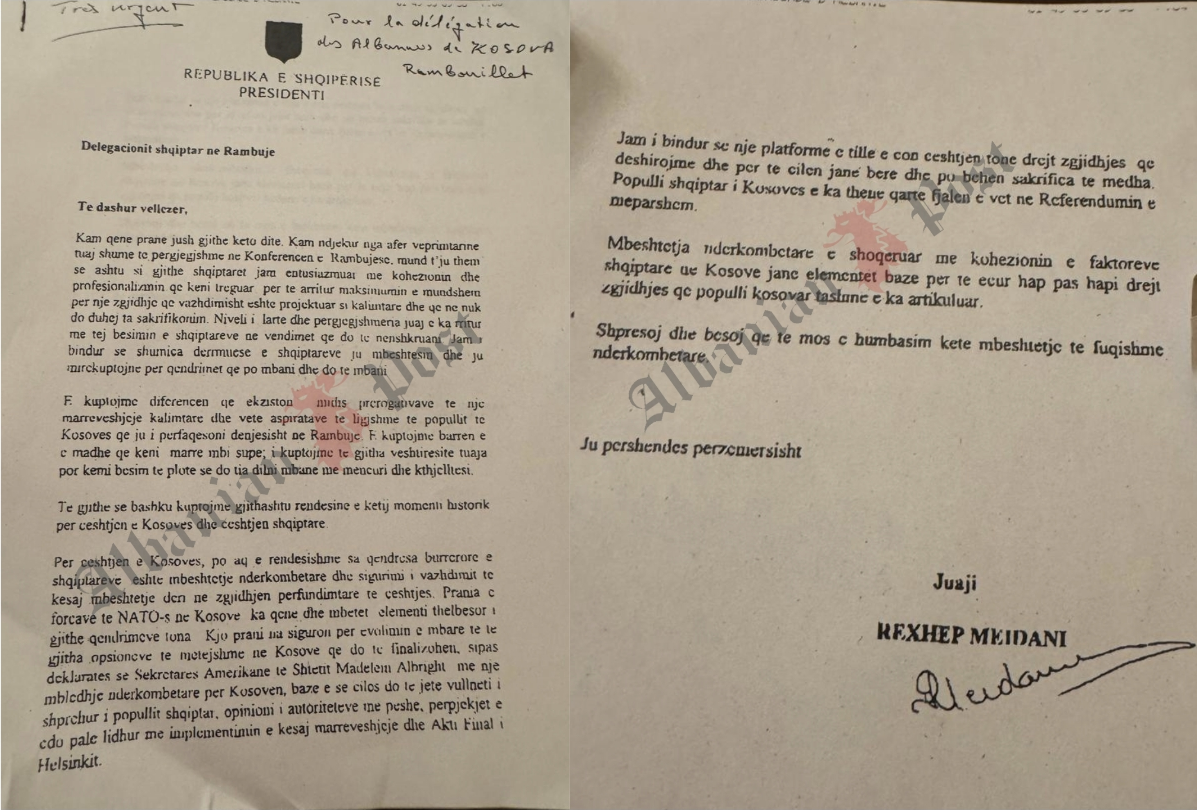 Très urgent
Pour la délégation
des Albanais de KOSOVA
Rambouillet
REPUBLIKA E SHQIPERISE
PRESIDENTI
Delegacionit shqiptar ne Rambuje
Te dashur vellezer,
Kam qene prane jush gjithe keto dite. Kam ndjekur nga afer veprimtarine
tuaj shume te pergjegjshme ne Konferencen e Rambujese, mund t'ju them
se ashtu si gjithe shqiptaret jam entusiazmuar me kohezionin dhe
profesionalizmin qe keni treguar per te arritur maksimumin e mundshem
per nje zgjidhje qe vazhdimisht eshte projektuar si kalimtare dhe qe ne nuk
do duhej ta sakrifikonim. Niveli i larte dhe pergjegjshmeria juaj e ka rritur
me tej besimin e shqiptareve ne vendimet qe do te nenshkruani. Jam i
bindur se shumica derrmuese e shqiptareve ju mbeshtesin dhe ju
mirekuptojne per qendrimet qe po mbani dhe do te mbani
E kuptojme diferencen qe ekziston midis prerogativave te nje
marreveshjeje kalimtare dhe vete aspiratave te ligjshme te popullit te
Kosoves qe ju i perfaqesoni denjesisht ne Rambuje. E kuptojme barren e
e madhe qe keni marre mbi supe; i kuptojme te gjitha veshtiresite tuaja
por kemi besim te plote se do tia dilni mbane me mencuri dhe kthjelltesi.
Te gjithe se bashku kuptojme gjithashtu rendesine e ketij momenti historik
per ceshtjen e Kosoves dhe ceshtjen shqiptare.
Per ceshtjen e Kosoves, po aq e rendesishme sa qendresa burrerore e
shqiptareve eshte mbeshtetje nderkombetare dhe sigurimi i vazhdimit te
kesaj mbeshtetje deri ne zgjidhjen perfundimtare te ceshtjes. Prania e
forcave te NATO-s ne Kosove ka qene dhe mbetet elementi thelbesor i
gjithe qendrimeve tona Kjo prani na siguron per evolimin e mbare te te
gjitha opsioneve te metejshme ne Kosove qe do te finalizohen, sipas
deklarates se Sekretares Amerikane te Shtetit Madelein Albright me nje
mbledhje nderkombetare per Kosoven, baze e se cilos do te jete vullneti i
shprehur i popullit shqiptar, opinioni i autoriteteve me peshe, perpjekjet e
cdo pale lidhur me implementimin e kesaj marreveshjeje dhe Akti Final i
Helsinkit.
Albanian Post
Jam i bindur se nje platforme e tille e con ceshtjen tone drejt zgjidhjes qe
deshirojme dhe per te cilen jane bere dhe po behen sakrifica te medha.
Populli shqiptar i Kosoves e ka thene qarte fjalen e vet ne Referendumin e
meparshem.
Mbeshtetja nderkombetare e shoqeruar me kohezionin e faktoreve
shqiptare ne Kosove jane elementet baze per te ecur hap pas hapi drejt
zgjidhjes qe populli kosovar tashme e ka artikuluar.
Shpresoj dhe besoj qe te mos e humbasim kete mbeshtetje te fuqishme
nderkombetare.
Ju pershendes perzemersisht
Juaji
REXHEP MEIDANI
RMeidani
Albanian Post